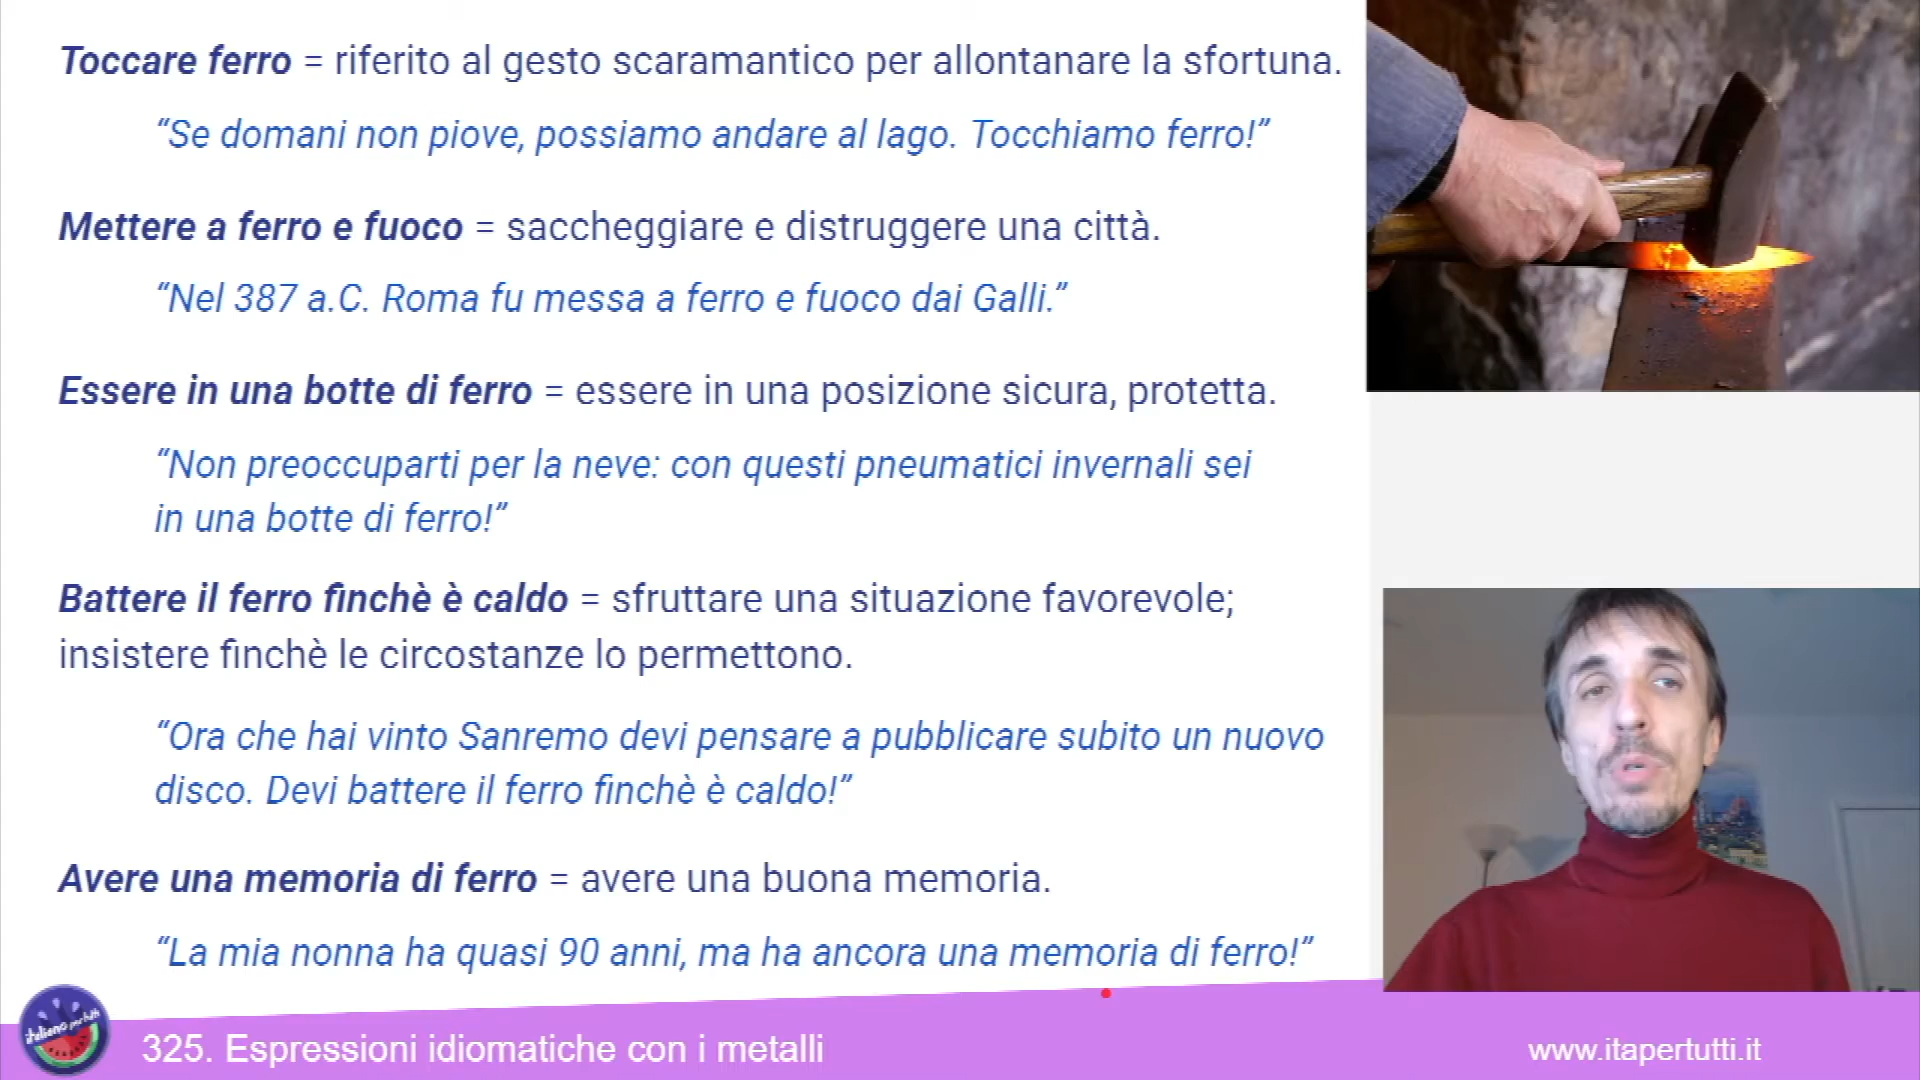 Toccare ferro = riferito al gesto scaramantico per allontanare la sfortuna.
“Se domani non piove, possiamo andare al lago. Tocchiamo ferro!”
Mettere a ferro e fuoco = saccheggiare e distruggere una città.
“Nel 387 a.C. Roma fu messa a ferro e fuoco dai Galli.”
Essere in una botte di ferro = essere in una posizione sicura, protetta.
“Non preoccuparti per la neve: con questi pneumatici invernali sei
in una botte di ferro!”
Battere il ferro finchè è caldo = sfruttare una situazione favorevole;
insistere finchè le circostanze lo permettono.
“Ora che hai vinto Sanremo devi pensare a pubblicare subito un nuovo
disco. Devi battere il ferro finchè è caldo!”
Avere una memoria di ferro = avere una buona memoria.
“La mia nonna ha quasi 90 anni, ma ha ancora una memoria di ferro!”
italiano per tutti
325. Espressioni idiomatiche con i metalli
www.itapertutti.it